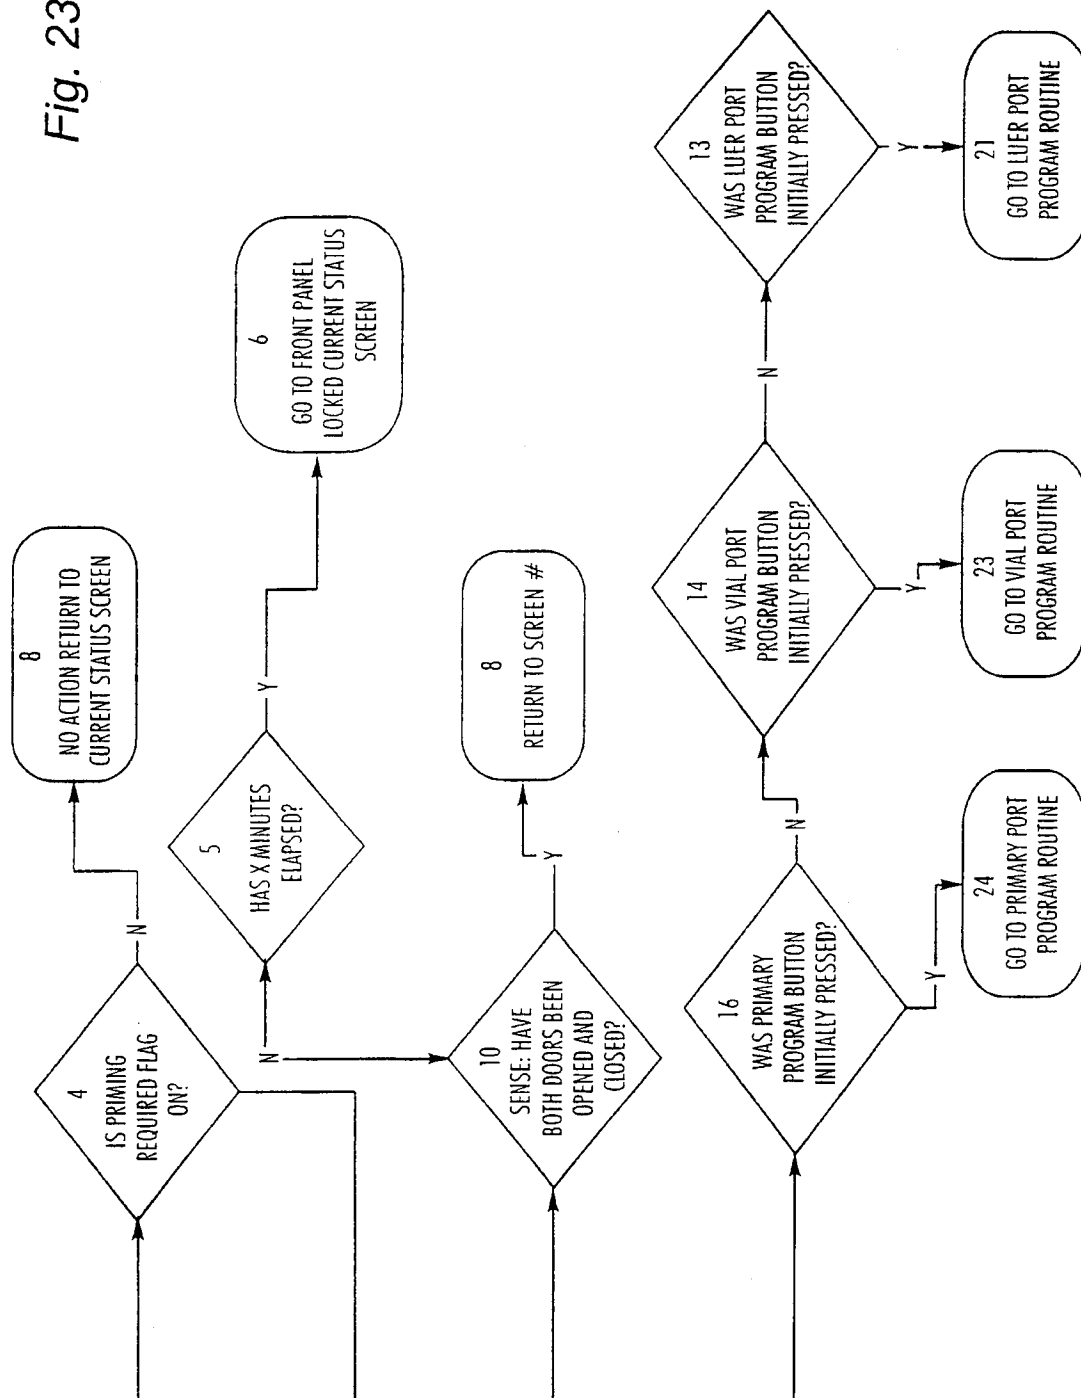 Fig. 23
4
IS PRIMING
REQUIRED FLAG
ON?
N
8
NO ACTION RETURN TO
CURRENT STATUS SCREEN
5
HAS X MINUTES
ELAPSED?
Y
N
6
GO TO FRONT PANEL
LOCKED CURRENT STATUS
SCREEN
10
SENSE: HAVE
BOTH DOORS BEEN
OPENED AND
CLOSED?
Y
8
RETURN TO SCREEN #
16
WAS PRIMARY
PROGRAM BUTTON
INITIALLY PRESSED?
N
Y
24
GO TO PRIMARY PORT
PROGRAM ROUTINE
14
WAS VIAL PORT
PROGRAM BUTTON
INITIALLY PRESSED?
N
Y
23
GO TO VIAL PORT
PROGRAM ROUTINE
13
WAS LUER PORT
PROGRAM BUTTON
INITIALLY PRESSED?
Y
21
GO TO LUER PORT
PROGRAM ROUTINE